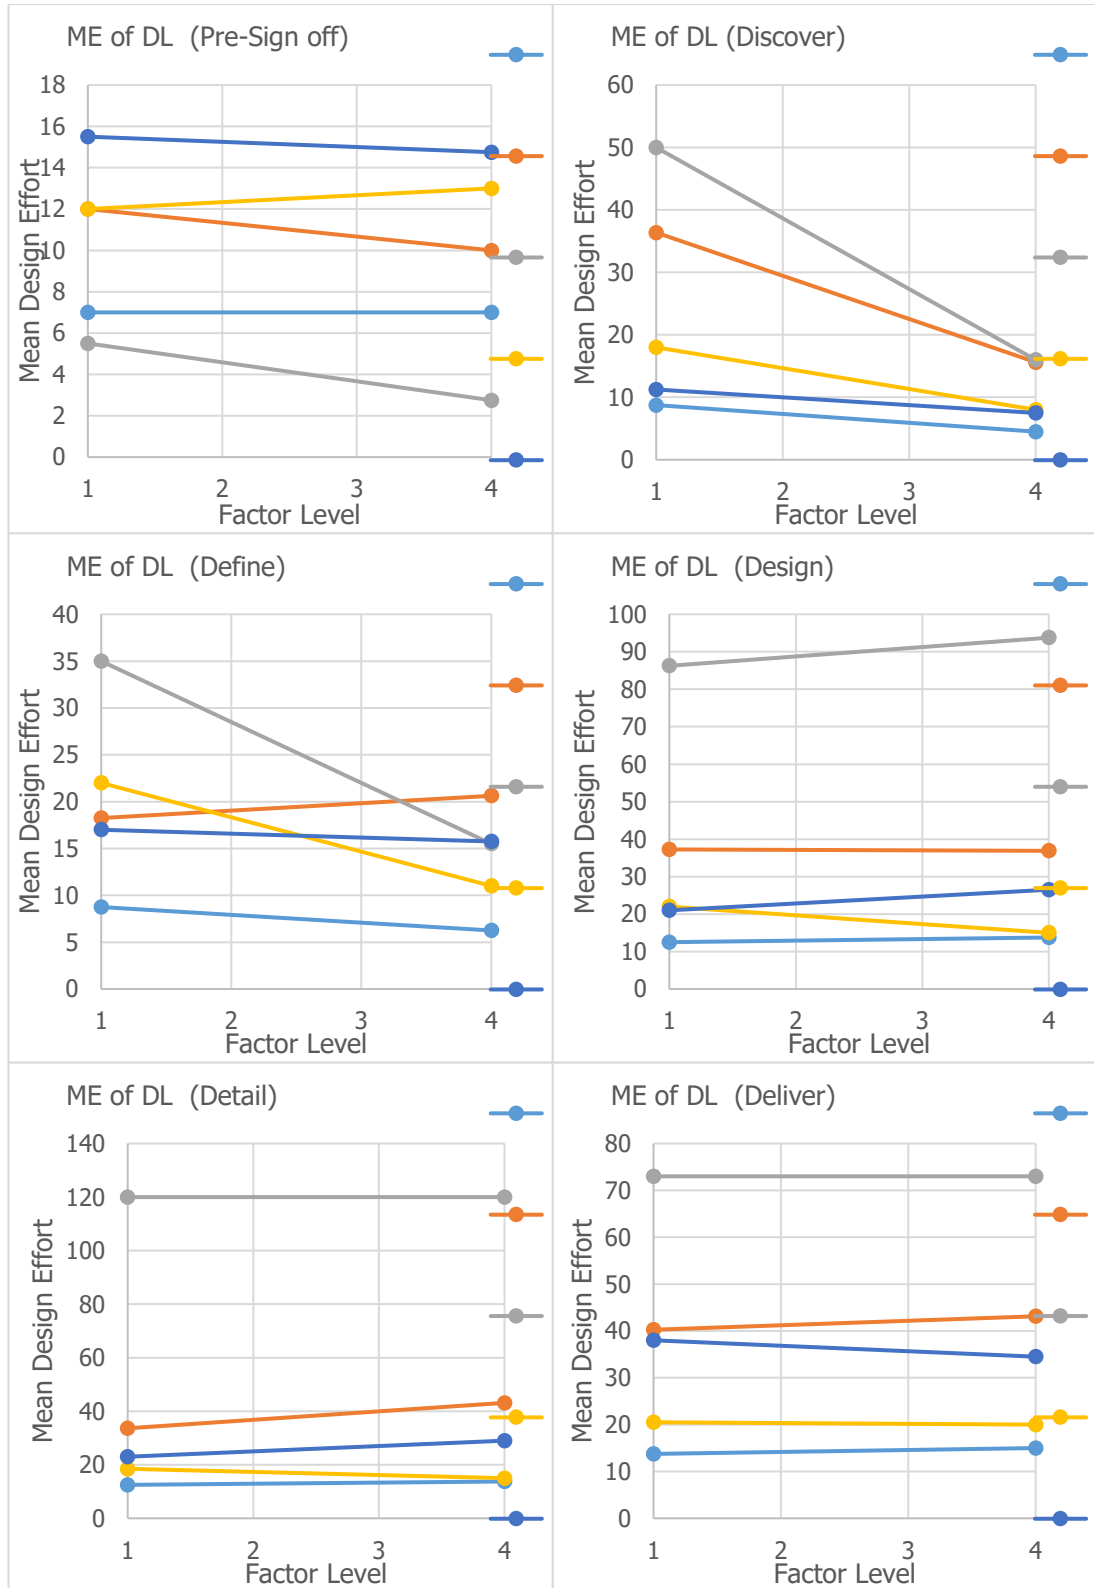 ME of DL (Pre-Sign off)
18
16
14
12
10
8
6
4
2
0
Mean Design Effort
1 2 3 4
Factor Level
ME of DL (Discover)
60
50
40
30
20
10
0
Mean Design Effort
1 2 3 4
Factor Level
ME of DL (Define)
40
35
30
25
20
15
10
5
0
Mean Design Effort
1 2 3 4
Factor Level
ME of DL (Design)
100
90
80
70
60
50
40
30
20
10
0
Mean Design Effort
1 2 3 4
Factor Level
ME of DL (Detail)
140
120
100
80
60
40
20
0
Mean Design Effort
1 2 3 4
Factor Level
ME of DL (Deliver)
80
70
60
50
40
30
20
10
0
Mean Design Effort
1 2 3 4
Factor Level